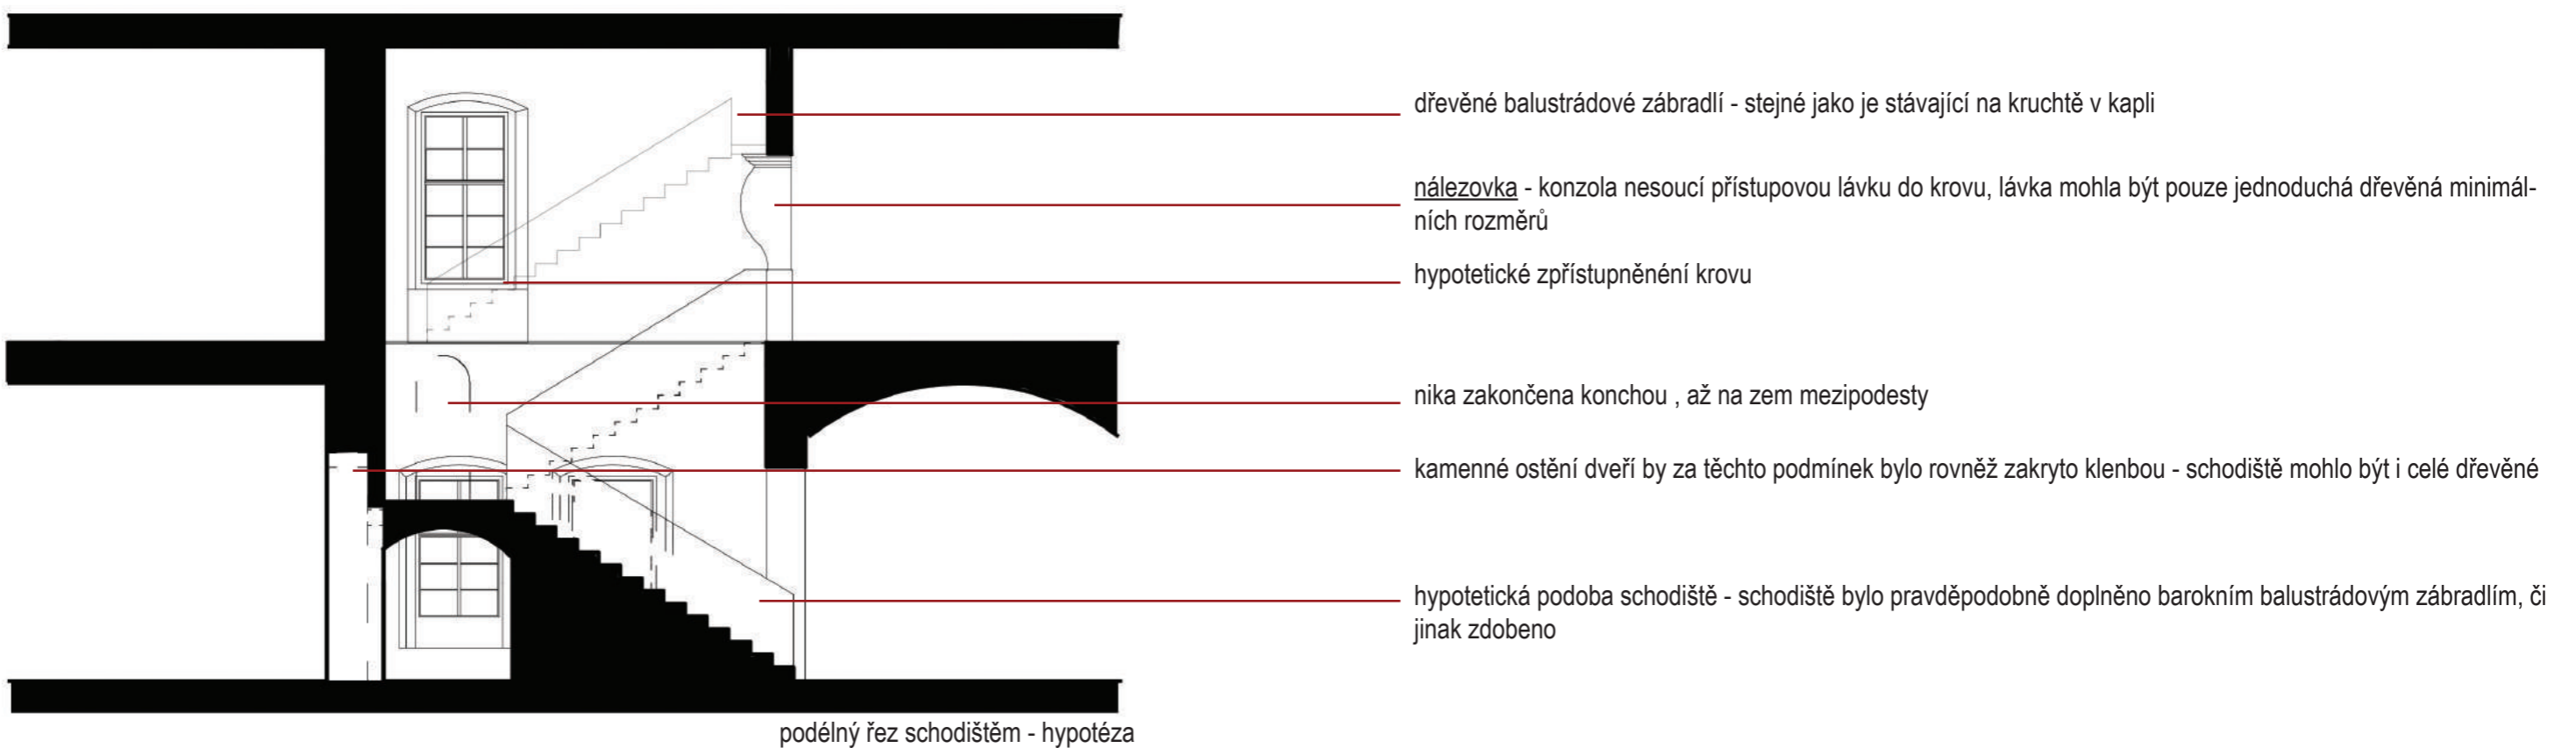 dřevěné balustrádové zábradlí - stejné jako je stávající na kruchtě v kapli
nálezovka - konzola nesoucí přístupovou lávku do krovu, lávka mohla být pouze jednoduchá dřevěná minimál-
ních rozměrů
hypotetické zpřístupněnéní krovu
nika zakončena konchou , až na zem mezipodesty
kamenné ostění dveří by za těchto podmínek bylo rovněž zakryto klenbou - schodiště mohlo být i celé dřevěné
hypotetická podoba schodiště - schodiště bylo pravděpodobně doplněno barokním balustrádovým zábradlím, či
jinak zdobeno
podélný řez schodištěm - hypotéza